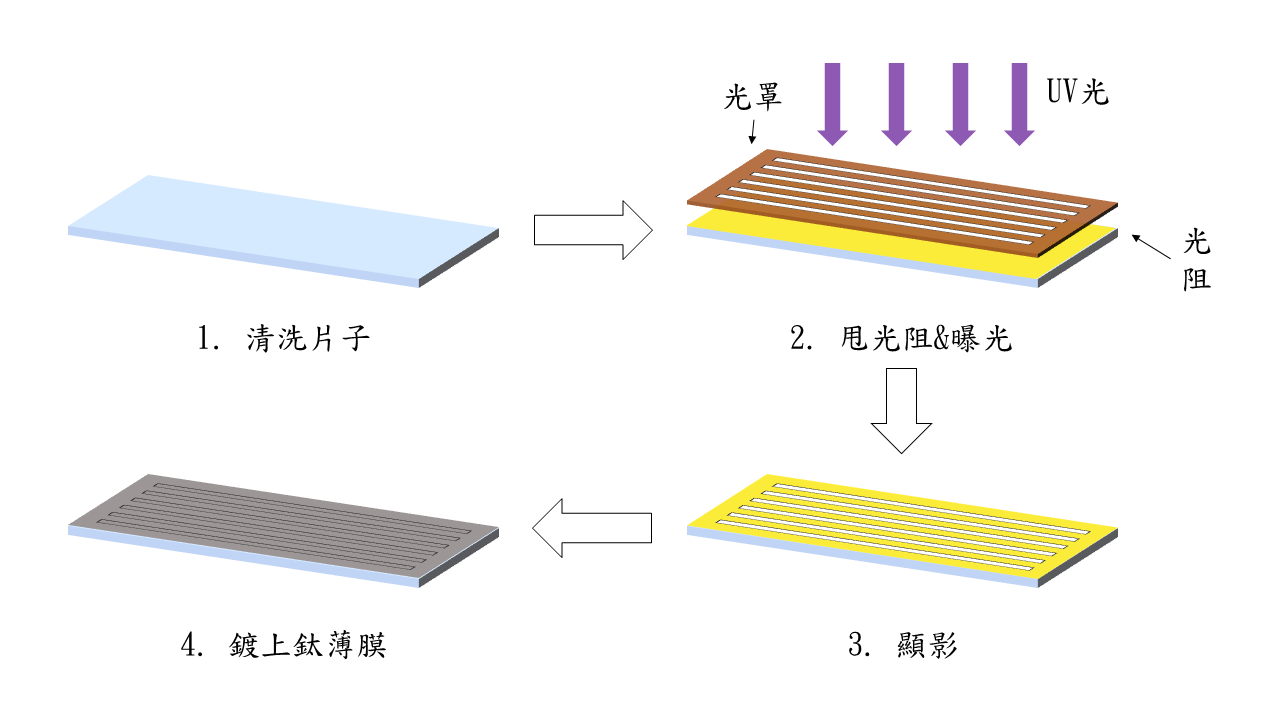 光罩
UV光
光
阻
1. 清洗片子
2. 甩光阻&曝光
4. 鍍上鈦薄膜
3. 顯影